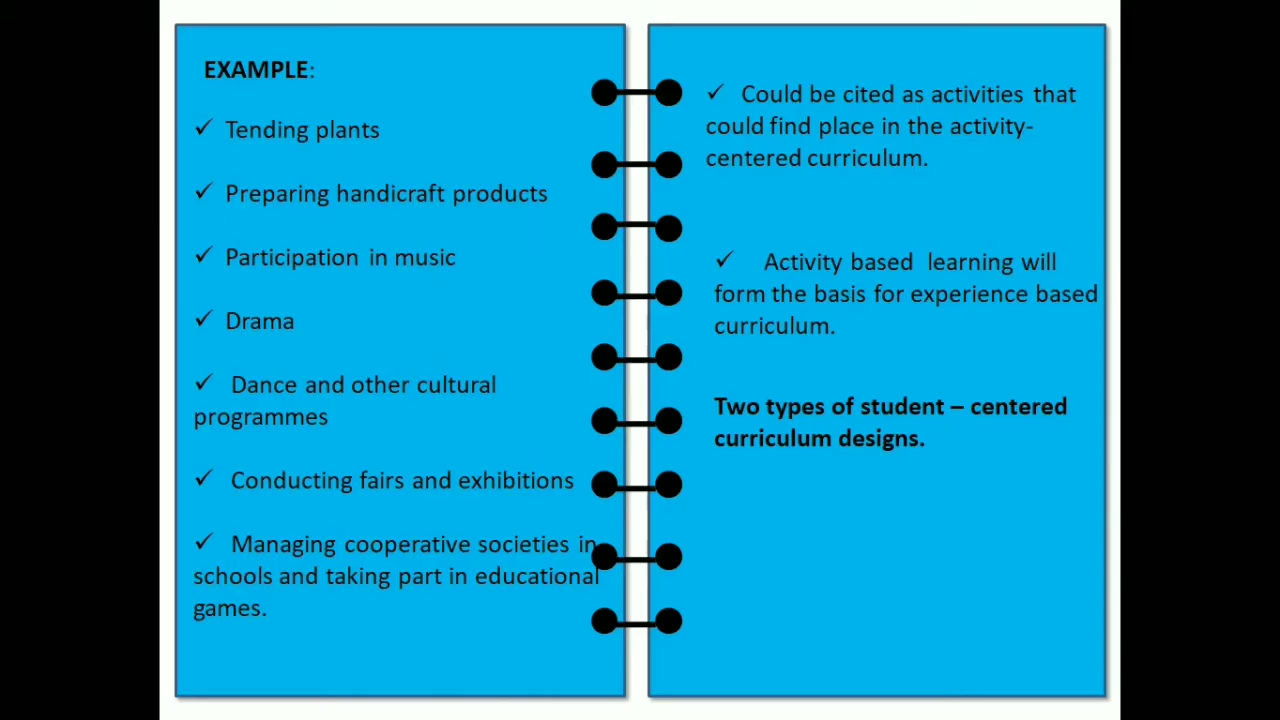 EXAMPLE:
✓ Tending plants
✓ Preparing handicraft products
✓ Participation in music
✓ Drama
✓ Dance and other cultural
programmes
✓ Conducting fairs and exhibitions
✓ Managing cooperative societies in
schools and taking part in educational
games.
✓ Could be cited as activities that
could find place in the activity-
centered curriculum.
✓ Activity based learning will
form the basis for experience based
curriculum.
Two types of student – centered
curriculum designs.